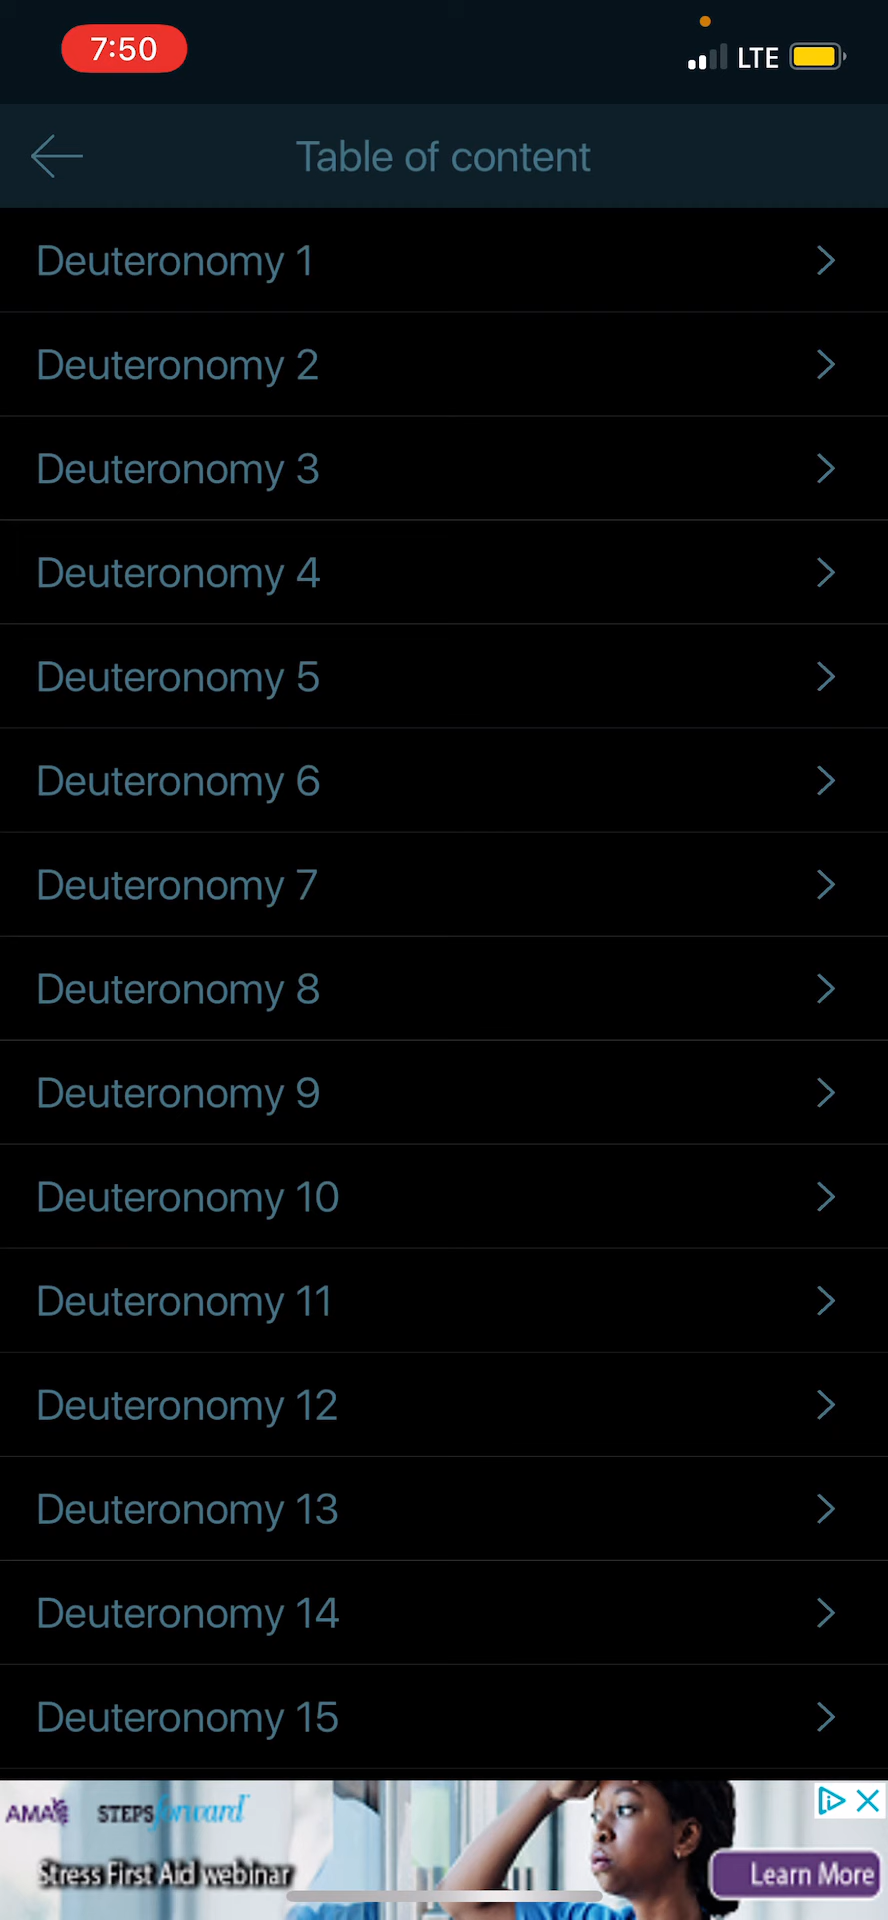 7:50
LTE
Table of content
Deuteronomy 1
Deuteronomy 2
Deuteronomy 3
Deuteronomy 4
Deuteronomy 5
Deuteronomy 6
Deuteronomy 7
Deuteronomy 8
Deuteronomy 9
Deuteronomy 10
Deuteronomy 11
Deuteronomy 12
Deuteronomy 13
Deuteronomy 14
Deuteronomy 15
AMA STEPSforward
Stress First Aid webinar
Learn More